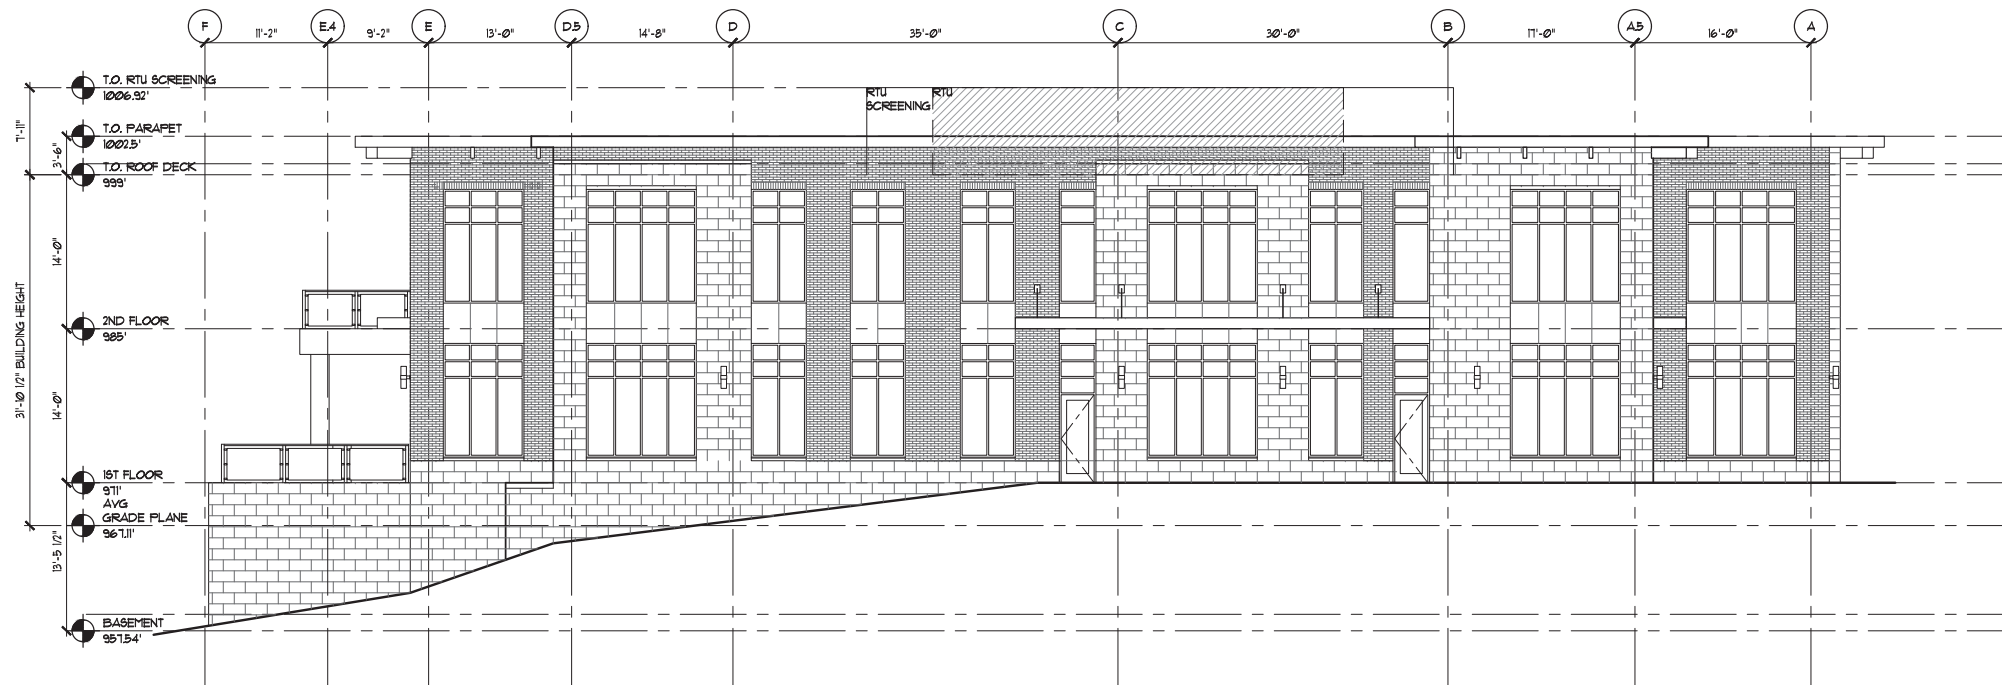 F
E.4
E
D.5
D
C
B
A.5
A
11'-2"
9'-2"
13'-0"
14'-8"
35'-0"
30'-0"
17'-0"
16'-0"
T.O. RTU SCREENING
1006.92'
RTU
SCREENING
RTU
7'-11"
T.O. PARAPET
1002.5'
3'-6"
T.O. ROOF DECK
999'
14'-0"
31'-10 1/2" BUILDING HEIGHT
2ND FLOOR
985'
14'-0"
1ST FLOOR
971'
AVG
GRADE PLANE
967.11'
13'-5 1/2"
BASEMENT
957.54'